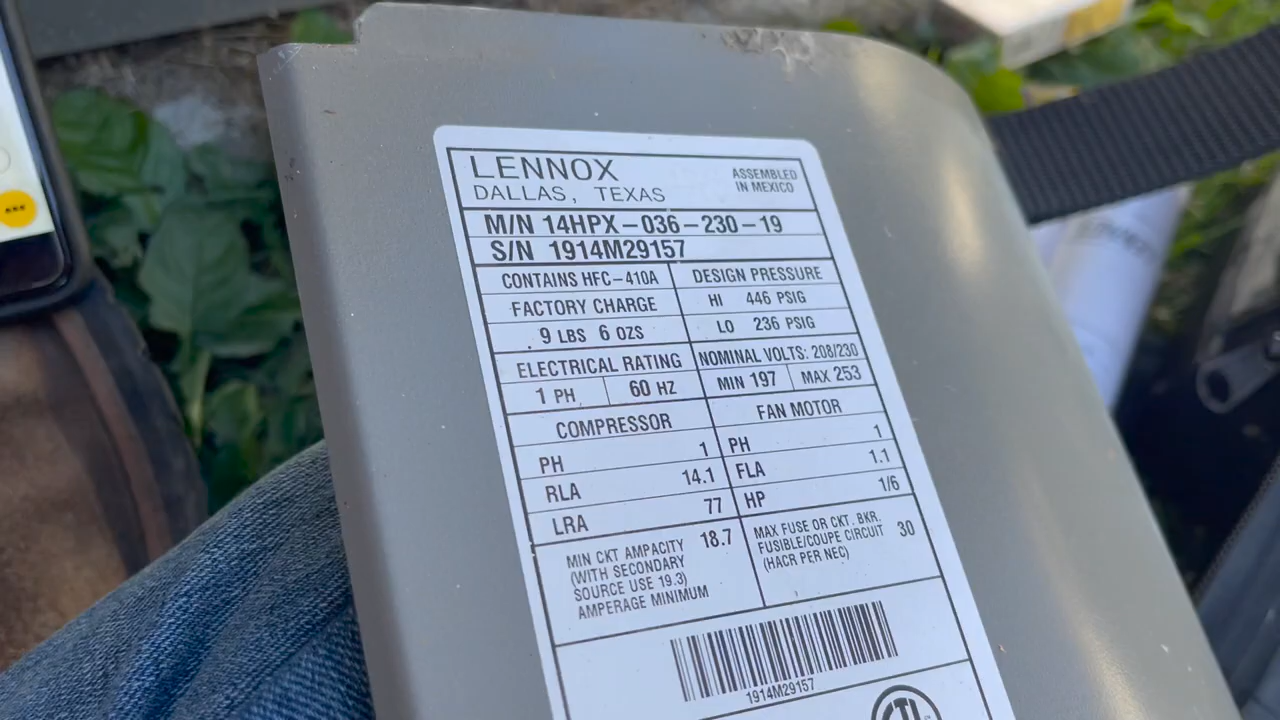 LENNOX
DALLAS, TEXAS
ASSEMBLED
IN MEXICO
M/N 14HPX-036-230-19
S/N 1914M29157
CONTAINS HFC-410A
FACTORY CHARGE
9 LBS 6 OZS
DESIGN PRESSURE
HI 446 PSIG
LO 236 PSIG
ELECTRICAL RATING
1 PH 60 HZ
NOMINAL VOLTS: 208/230
MIN 197 MAX 253
COMPRESSOR
PH 1
RLA 14.1
LRA 77
FAN MOTOR
PH 1
FLA 1.1
HP 1/6
MIN CKT AMPACITY 18.7
(WITH SECONDARY
SOURCE USE 19.3)
AMPERAGE MINIMUM
MAX FUSE OR CKT. BKR.
FUSIBLE/COUPE CIRCUIT 30
(HACR PER NEC)
1914M29157